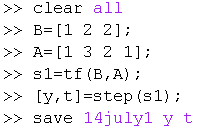 >> clear all
>> B=[1 2 2];
>> A=[1 3 2 1];
>> s1=tf(B,A);
>> [y,t]=step(s1);
>> save 14july1 y t